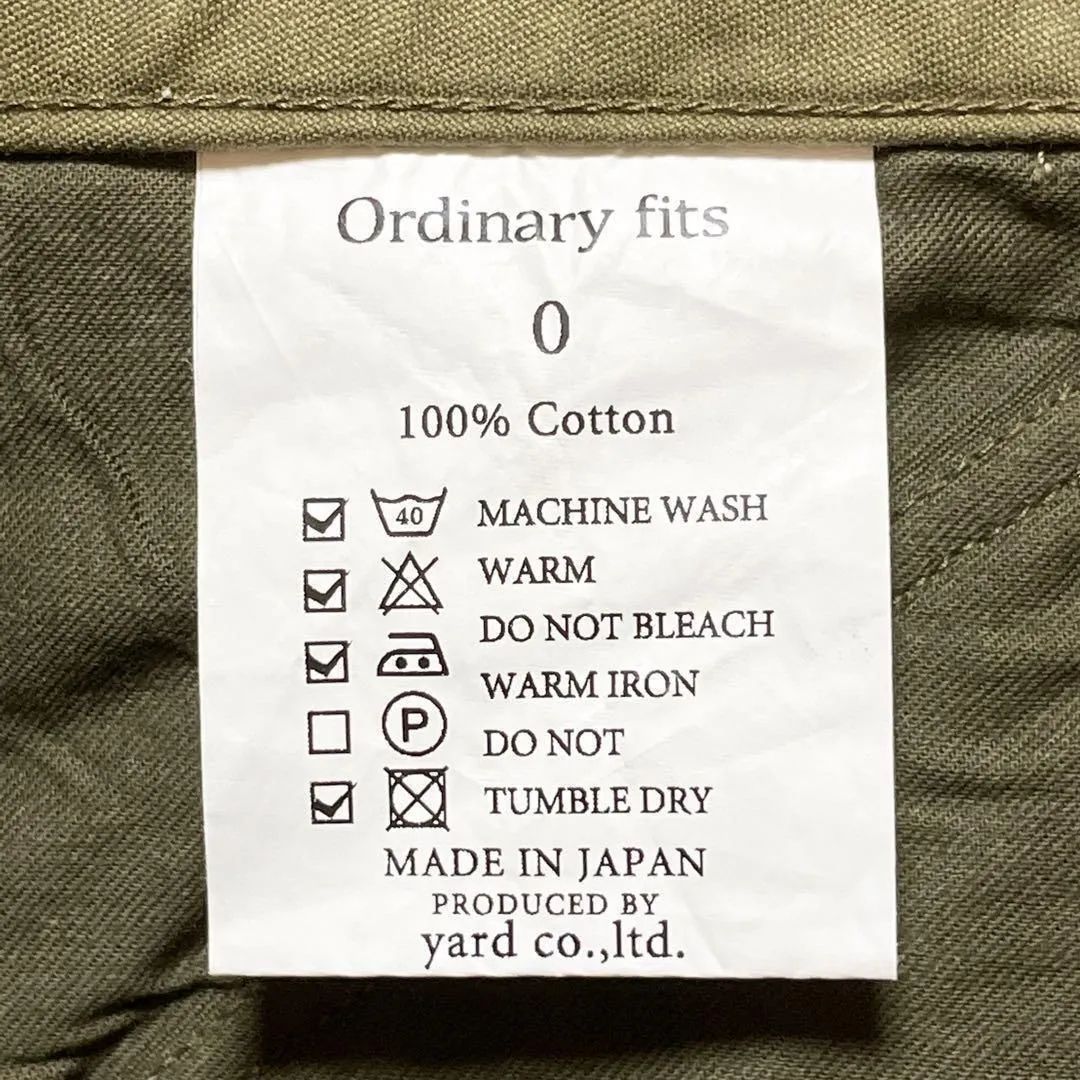 Ordinary fits
0
100% Cotton
40 MACHINE WASH
WARM
DO NOT BLEACH
WARM IRON
P DO NOT
TUMBLE DRY
MADE IN JAPAN
PRODUCED BY
yard co.,ltd.